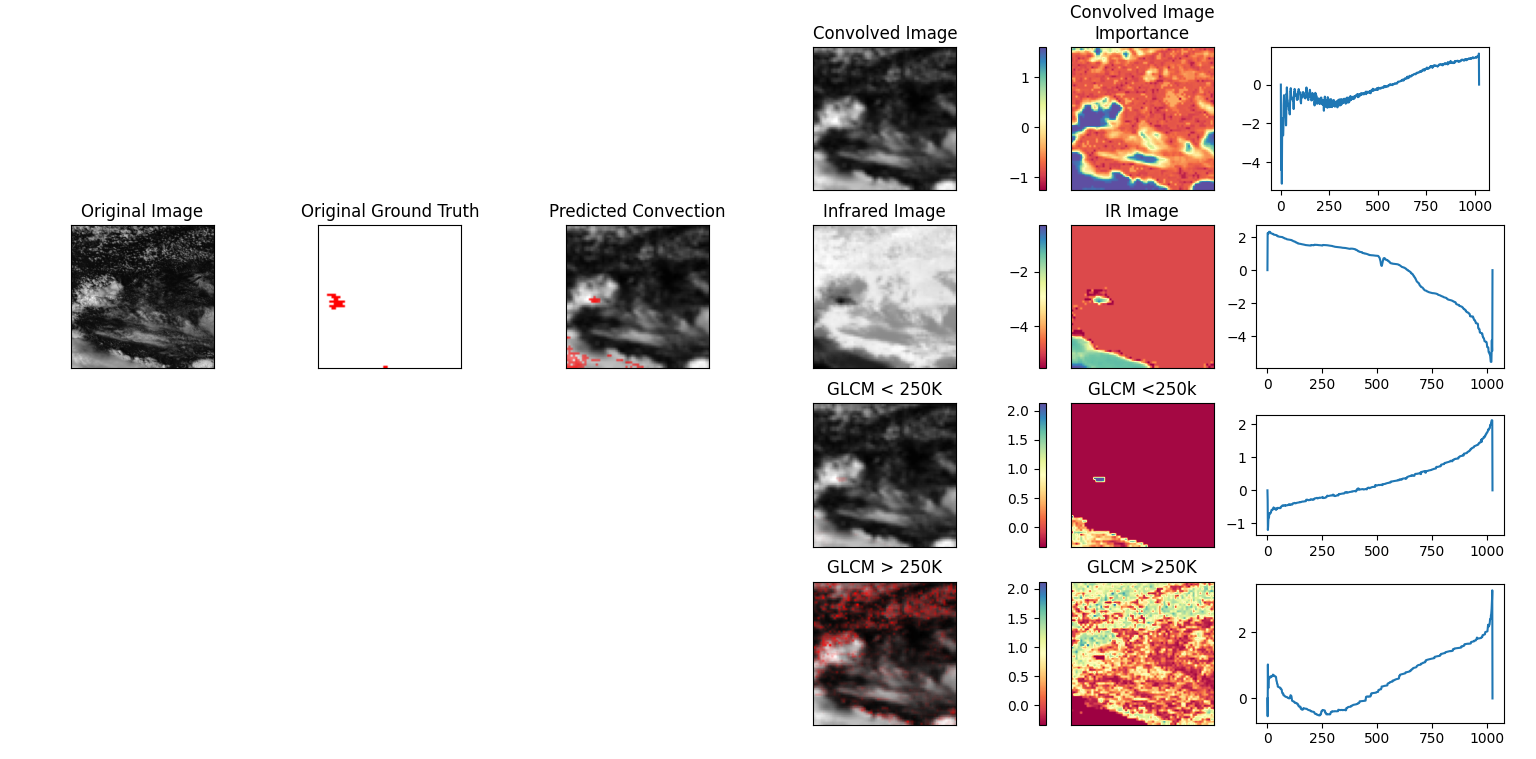 Convolved Image
Convolved Image
Importance
1
0
−1
0
−2
−4
0 250 500 750 1000
Original Image
Original Ground Truth
Predicted Convection
Infrared Image
IR Image
−2
−4
2
0
−2
−4
0 250 500 750 1000
GLCM < 250K
GLCM <250k
2.0
1.5
1.0
0.5
0.0
2
1
0
−1
0 250 500 750 1000
GLCM > 250K
GLCM >250K
2.0
1.5
1.0
0.5
0.0
2
0
0 250 500 750 1000